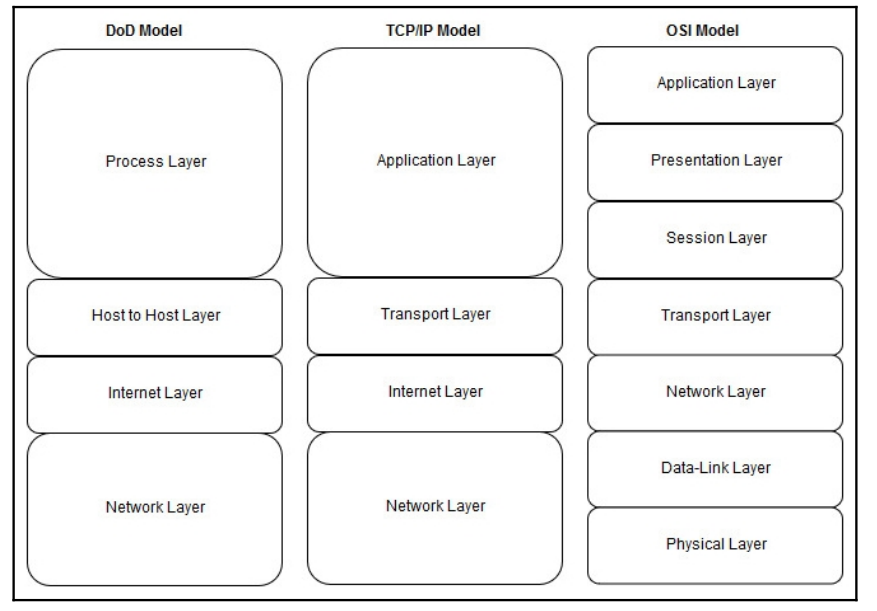 DoD Model
Process Layer
Host to Host Layer
Internet Layer
Network Layer
TCP/IP Model
Application Layer
Transport Layer
Internet Layer
Network Layer
OSI Model
Application Layer
Presentation Layer
Session Layer
Transport Layer
Network Layer
Data-Link Layer
Physical Layer